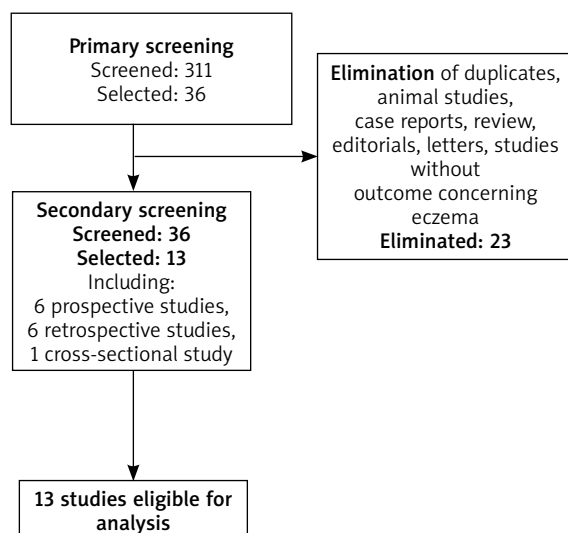 Primary screening
Screened: 311
Selected: 36
Elimination of duplicates,
animal studies,
case reports, review,
editorials, letters, studies
without
outcome concerning
eczema
Eliminated: 23
Secondary screening
Screened: 36
Selected: 13
Including:
6 prospective studies,
6 retrospective studies,
1 cross-sectional study
13 studies eligible for
analysis